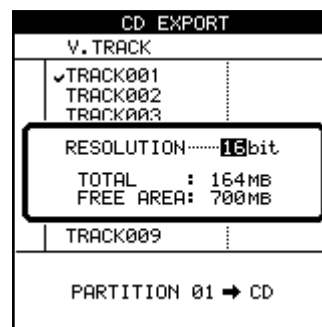 CD EXPORT
V.TRACK
✓TRACK001
TRACK002
TRACK003
RESOLUTION······16bit
TOTAL : 164MB
FREE AREA: 700MB
TRACK009
PARTITION 01 ➡ CD